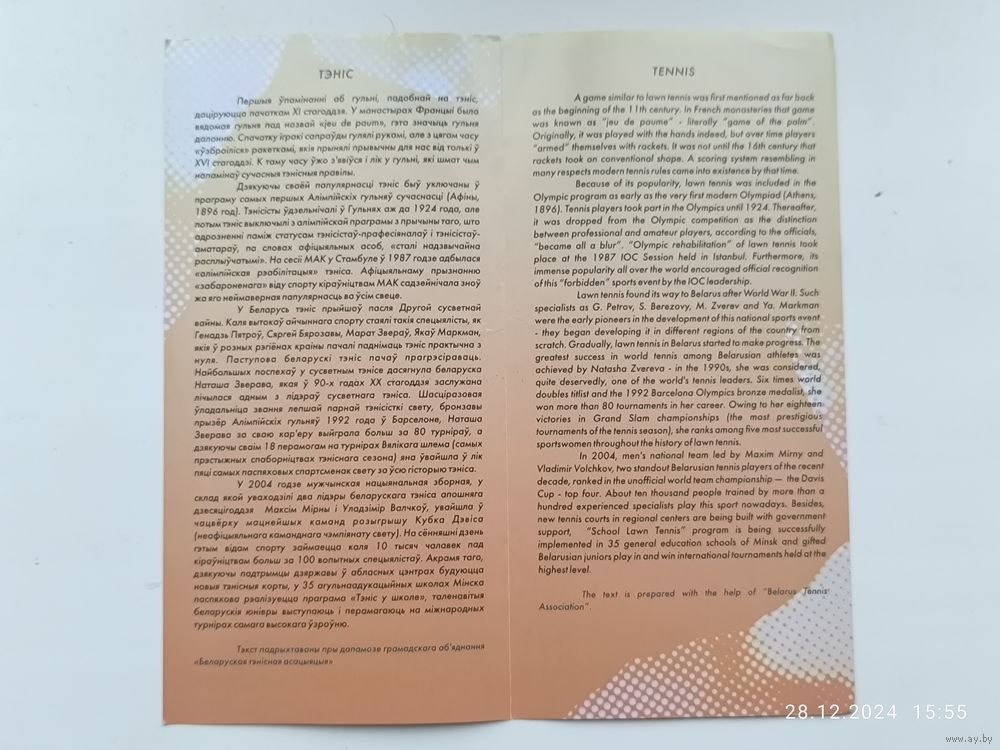 ТЭНІС
Першыя ўпамінанні аб гульні, падобнай на тэніс,
даціруюцца пачаткам XI стагоддзя. У манастырах Францыі была
вядомая гульня пад назвай «jeu de paum», гэта значыць гульня
далонню. Спачатку ігракі сапраўды гулялі рукамі, але з цягам часу
«ўзброіліся» ракеткамі, якія прынялі прывычны для нас від толькі ў
XVI стагоддзі. К таму часу ўжо з'явіўся і лік у гульні, які шмат чым
напамінаў сучасныя тэнісныя правілы.
Дзякуючы сваёй папулярнасці тэніс быў уключаны ў
праграму самых першых Алімпійскіх гульняў сучаснасці (Афіны,
1896 год). Тэнісісты ўдзельнічалі ў Гульнях аж да 1924 года, але
потым тэніс выключылі з алімпійскай праграмы з прычыны таго, што
адрозненні паміж статусам тэнісістаў-прафесіяналаў і тэнісістаў-
аматараў, па словах афіцыяльных асоб, «сталі надзвычайна
расплыўчатымі». На сесіі МАК у Стамбуле ў 1987 годзе адбылася
«алімпійская рэабілітацыя» тэніса. Афіцыяльнаму прызнанню
«забароненага» віду спорту кіраўніцтвам МАК садзейнічала зноў
жа яго неймаверная папулярнасць ва ўсім свеце.
У Беларусь тэніс прыйшоў пасля Другой сусветнай
вайны. Каля вытокаў айчыннага спорту стаялі такія спецыялісты, як
Генадзь Пятроў, Сяргей Бярозавы, Марат Звераў, Якаў Маркман,
якія ў розных рэгіёнах краіны пачалі паднімаць тэніс практычна з
нуля. Паступова беларускі тэніс пачаў прагрэсіраваць.
Найбольшых поспехаў у сусветным тэнісе дасягнула беларуска
Наташа Зверава, якая ў 90-х гадах XX стагоддзя заслужана
лічылася адным з лідэраў сусветнага тэніса. Шасціразовая
ўладальніца звання лепшай парнай тэнісісткі свету, бронзавы
прызёр Алімпійскіх гульняў 1992 года ў Барселоне, Наташа
Зверава за сваю кар'еру выйграла больш за 80 турніраў, а
дзякуючы сваім 18 перамогам на турнірах Вялікага шлема (самых
прэстыжных спаборніцтвах тэніснага сезона) яна ўвайшла ў лік
пяці самых паспяховых спартсменак свету за ўсю гісторыю тэніса.
У 2004 годзе мужчынская нацыянальная зборная, у
склад якой уваходзілі два лідэры беларускага тэніса апошняга
дзесяцігоддзя Максім Мірны і Уладзімір Валчкоў, увайшла ў
чацвёрку мацнейшых каманд розыгрышу Кубка Дэвіса
(неафіцыяльнага каманднага чэмпіянату свету). На сённяшні дзень
гэтым відам спорту займаецца каля 10 тысяч чалавек пад
кіраўніцтвам больш за 100 вопытных спецыялістаў. Акрамя таго,
дзякуючы падтрымцы дзяржавы ў абласных цэнтрах будуюцца
новыя тэнісныя корты, у 35 агульнаадукацыйных школах Мінска
паспяхова рэалізуецца праграма «Тэніс у школе», таленавітыя
беларускія юніеры выступаюць і перамагаюць на міжнародных
турнірах самага высокага ўзроўню.
Тэкст падрыхтаваны пры дапамозе грамадскага аб'яднання
«Беларуская тэнісная асацыяцыя»
TENNIS
A game similar to lawn tennis was first mentioned as far back
as the beginning of the 11th century. In French monasteries that game
was known as "jeu de paume" - literally "game of the palm".
Originally, it was played with the hands indeed, but over time players
"armed" themselves with rackets. It was not until the 16th century that
rackets took on conventional shape. A scoring system resembling in
many respects modern tennis rules came into existence by that time.
Because of its popularity, lawn tennis was included in the
Olympic program as early as the very first modern Olympiad (Athens,
1896). Tennis players took part in the Olympics until 1924. Thereafter,
it was dropped from the Olympic competition as the distinction
between professional and amateur players, according to the officials,
"became all a blur". "Olympic rehabilitation" of lawn tennis took
place at the 1987 IOC Session held in Istanbul. Furthermore, its
immense popularity all over the world encouraged official recognition
of this "forbidden" sports event by the IOC leadership.
Lawn tennis found its way to Belarus after World War II. Such
specialists as G. Petrov, S. Berezovy, M. Zverev and Ya. Markman
were the early pioneers in the development of this national sports event
- they began developing it in different regions of the country from
scratch. Gradually, lawn tennis in Belarus started to make progress. The
greatest success in world tennis among Belarusian athletes was
achieved by Natasha Zvereva - in the 1990s, she was considered,
quite deservedly, one of the world's tennis leaders. Six times world
doubles titlist and the 1992 Barcelona Olympics bronze medalist, she
won more than 80 tournaments in her career. Owing to her eighteen
victories in Grand Slam championships (the most prestigious
tournaments of the tennis season), she ranks among five most successful
sportswomen throughout the history of lawn tennis.
In 2004, men's national team led by Maxim Mirny and
Vladimir Volchkov, two standout Belarusian tennis players of the recent
decade, ranked in the unofficial world team championship — the Davis
Cup - top four. About ten thousand people trained by more than a
hundred experienced specialists play this sport nowadays. Besides,
new tennis courts in regional centers are being built with government
support, "School Lawn Tennis" program is being successfully
implemented in 35 general education schools of Minsk and gifted
Belarusian juniors play in and win international tournaments held at the
highest level.
The text is prepared with the help of "Belarus Tennis
Association".
28.12.2024 15:55
www.ay.by